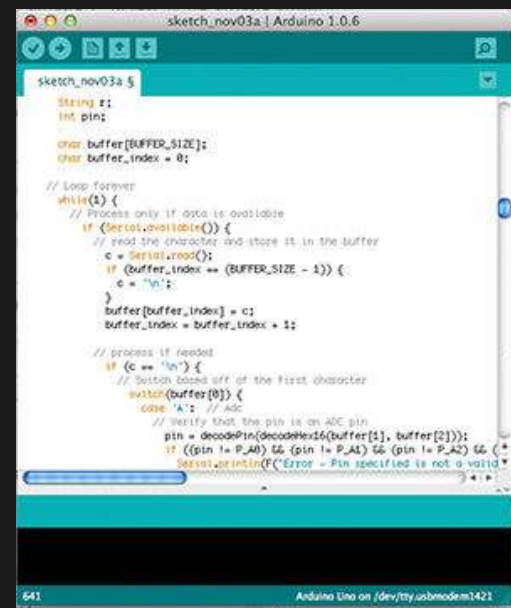 sketch_nov03a | Arduino 1.0.6
sketch_nov03a §
String r;
int pin;
char buffer[BUFFER_SIZE];
char buffer_index = 0;
// Loop forever
while(1) {
// Process only if data is available
if (Serial.available()) {
// read the character and store it in the buffer
c = Serial.read();
if (buffer_index == (BUFFER_SIZE - 1)) {
c = '\n';
}
buffer[buffer_index] = c;
buffer_index = buffer_index + 1;
// process if needed
if (c == '\n') {
// Switch based off of the first character
switch(buffer[0]) {
case 'A': // Adc
// Verify that the pin is an ADC pin
pin = decodePin(decodeHex16(buffer[1], buffer[2]));
if ((pin != P_A0) && (pin != P_A1) && (pin != P_A2) && (
Serial.println(F("Error - Pin specified is not a valid
641
Arduino Uno on /dev/tty.usbmodem1421